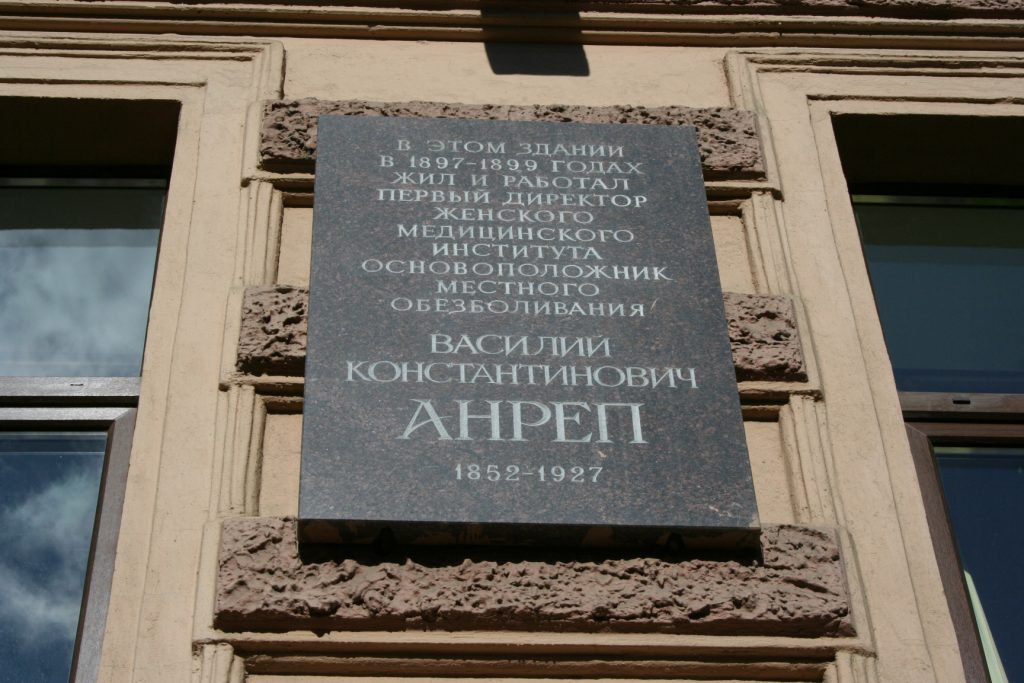 В ЭТОМ ЗДАНИИ
В 1897-1899 ГОДАХ
ЖИЛ И РАБОТАЛ
ПЕРВЫЙ ДИРЕКТОР
ЖЕНСКОГО
МЕДИЦИНСКОГО
ИНСТИТУТА
ОСНОВОПОЛОЖНИК
МЕСТНОГО
ОБЕЗБОЛИВАНИЯ
ВАСИЛИЙ
КОНСТАНТИНОВИЧ
АНРЕП
1852-1927